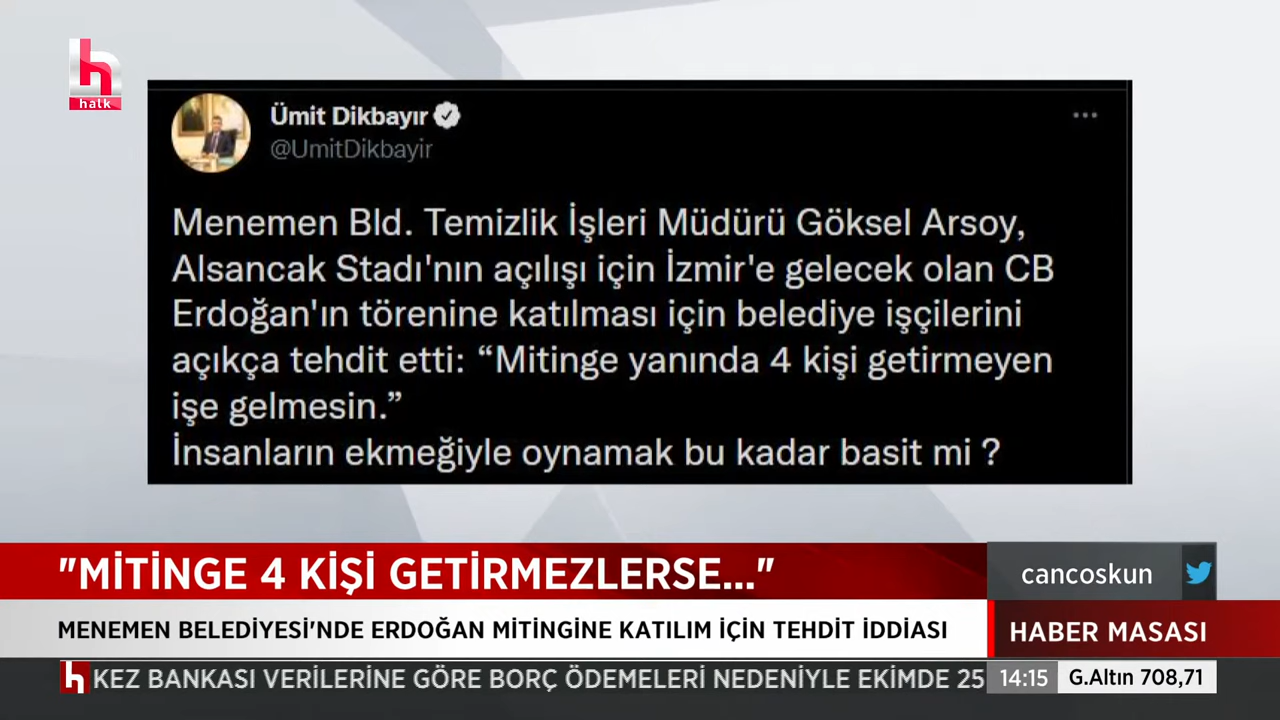 h
halk
Ümit Dikbayır
@UmitDikbayir
Menemen Bld. Temizlik İşleri Müdürü Göksel Arsoy,
Alsancak Stadı'nın açılışı için İzmir'e gelecek olan CB
Erdoğan'ın törenine katılması için belediye işçilerini
açıkça tehdit etti: “Mitinge yanında 4 kişi getirmeyen
işe gelmesin.”
İnsanların ekmeğiyle oynamak bu kadar basit mi ?
"MİTİNGE 4 KİŞİ GETİRMEZLERSE..."
cancoskun
MENEMEN BELEDİYESİ'NDE ERDOĞAN MİTİNGİNE KATILIM İÇİN TEHDİT İDDİASI
HABER MASASI
h KEZ BANKASI VERİLERİNE GÖRE BORÇ ÖDEMELERİ NEDENİYLE EKİMDE 25
14:15
G.Altın 708,71